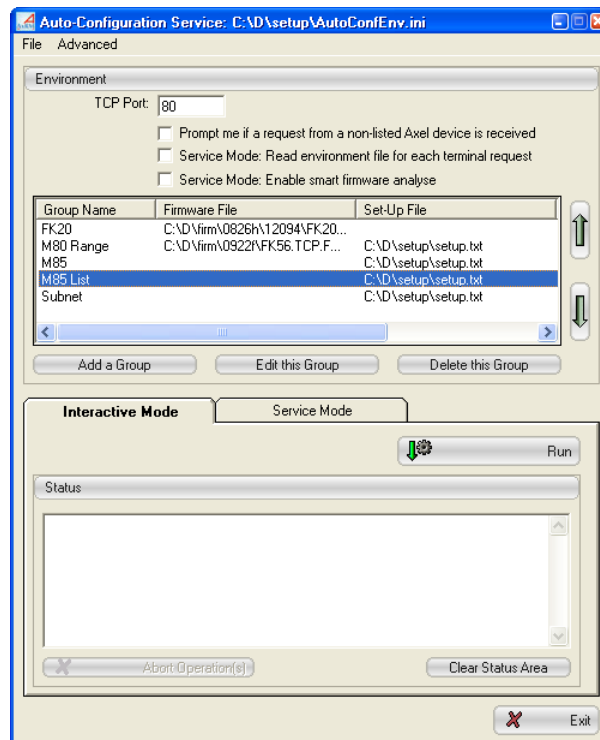 Auto-Configuration Service: C:\D\setup\AutoConfEnv.ini
File Advanced
Environment
TCP Port: 80
Prompt me if a request from a non-listed Axel device is received
Service Mode: Read environment file for each terminal request
Service Mode: Enable smart firmware analyse
Group Name Firmware File Set-Up File
FK20 C:\D\firm\0826h\12094\FK20...
M80 Range C:\D\firm\0922f\FK56.TCP.F... C:\D\setup\setup.txt
M85 C:\D\setup\setup.txt
M85 List C:\D\setup\setup.txt
Subnet C:\D\setup\setup.txt
Add a Group Edit this Group Delete this Group
Interactive Mode Service Mode
Run
Status
Abort Operation(s) Clear Status Area
Exit